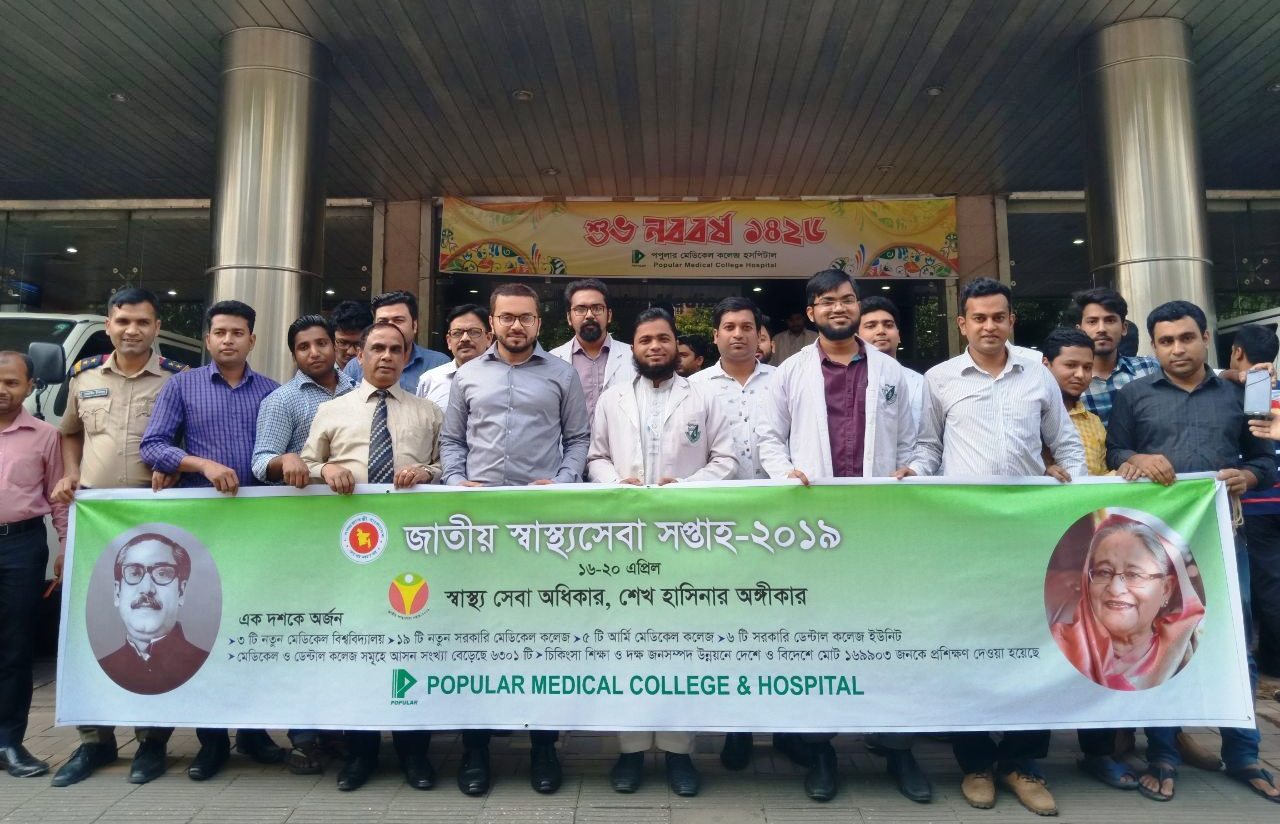 শুভ নববর্ষ ১৪২৬
পপুলার মেডিকেল কলেজ হসপিটাল
Popular Medical College Hospital
জাতীয় স্বাস্থ্যসেবা সপ্তাহ-২০১৯
১৬-২০ এপ্রিল
স্বাস্থ্য সেবা অধিকার, শেখ হাসিনার অঙ্গীকার
এক দশকে অর্জন
➤৩ টি নতুন মেডিকেল বিশ্ববিদ্যালয় ➤১৯ টি নতুন সরকারি মেডিকেল কলেজ ➤৫ টি আর্মি মেডিকেল কলেজ ➤৬ টি সরকারি ডেন্টাল কলেজ ইউনিট
➤মেডিকেল ও ডেন্টাল কলেজ সমূহে আসন সংখ্যা বেড়েছে ৬৩০১ টি ➤চিকিৎসা শিক্ষা ও দক্ষ জনসম্পদ উন্নয়নে দেশে ও বিদেশে মোট ১৬৯৯০৩ জনকে প্রশিক্ষণ দেওয়া হয়েছে
POPULAR MEDICAL COLLEGE & HOSPITAL
POPULAR